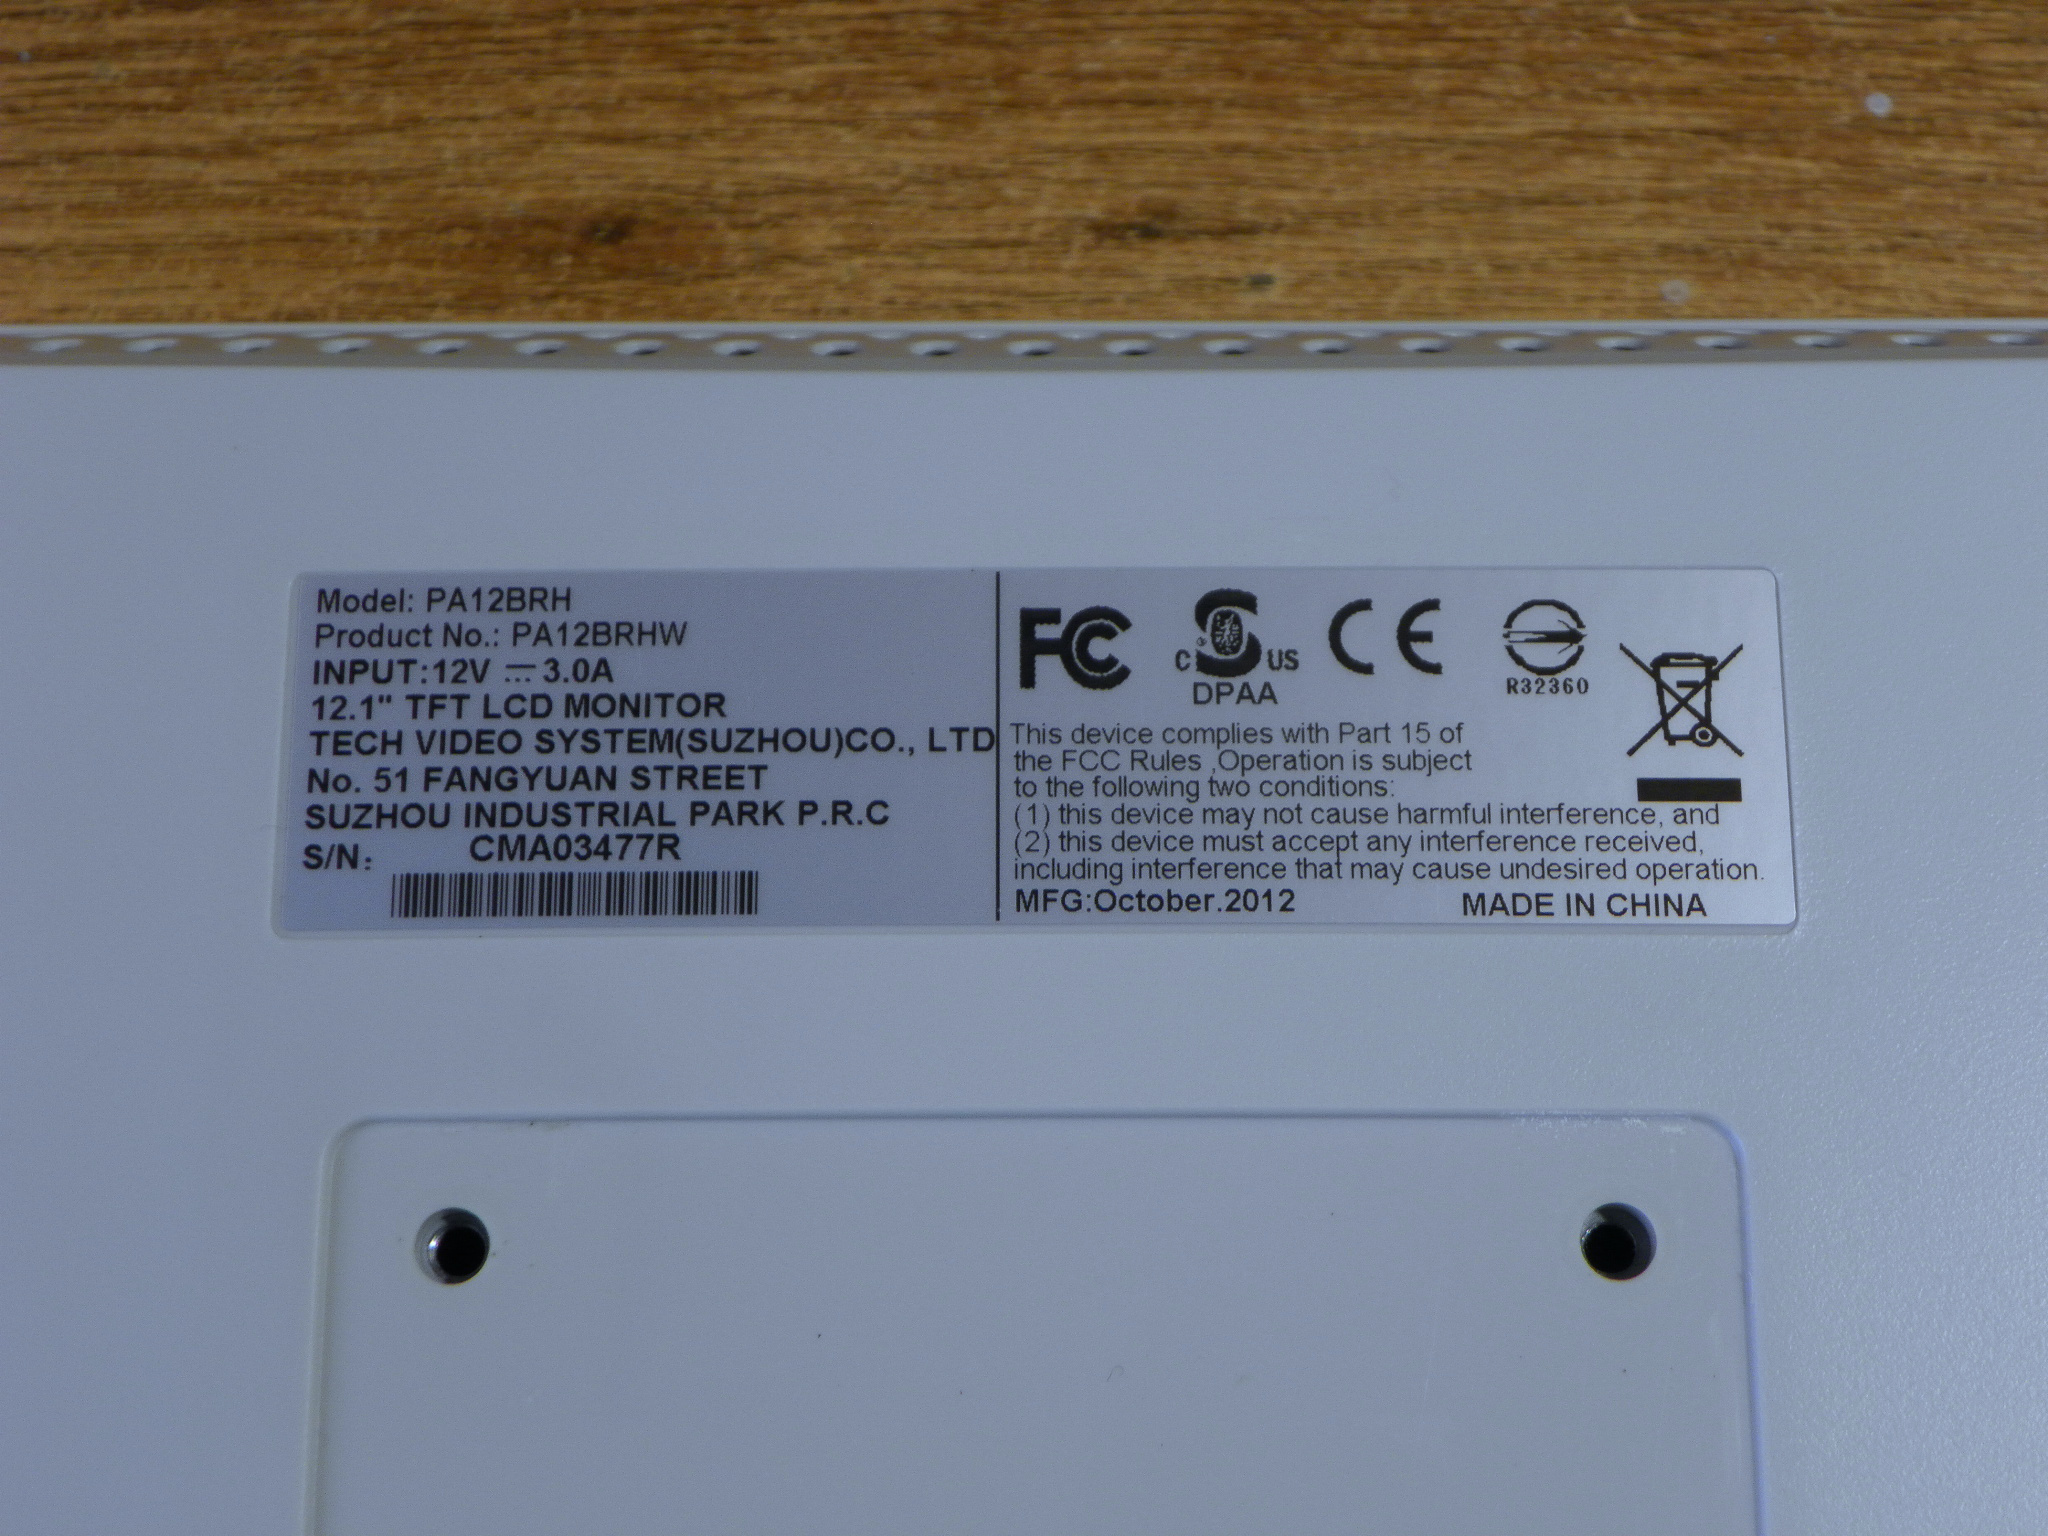 Model: PA12BRH
Product No.: PA12BRHW
INPUT:12V ⎓ 3.0A
12.1" TFT LCD MONITOR
TECH VIDEO SYSTEM(SUZHOU)CO., LTD
No. 51 FANGYUAN STREET
SUZHOU INDUSTRIAL PARK P.R.C
S/N: CMA03477R
FC
C S US
DPAA
CE
R32360
This device complies with Part 15 of
the FCC Rules ,Operation is subject
to the following two conditions:
(1) this device may not cause harmful interference, and
(2) this device must accept any interference received,
including interference that may cause undesired operation.
MFG:October.2012 MADE IN CHINA